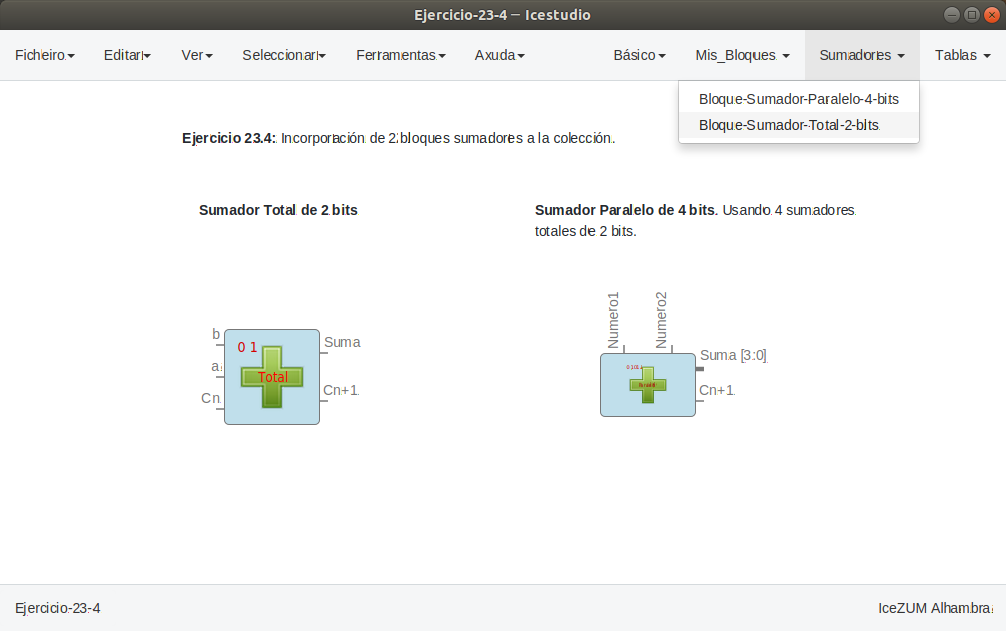 Ejercicio-23-4 — Icestudio
Ficheiro Editar Ver Seleccionar Ferramentas Axuda Básico Mis_Bloques Sumadores Tablas
Bloque-Sumador-Paralelo-4-bits
Bloque-Sumador-Total-2-bits
Ejercicio 23.4: Incorporación de 2 bloques sumadores a la colección.
Sumador Total de 2 bits
Sumador Paralelo de 4 bits. Usando 4 sumadores
totales de 2 bits.
b
a
Cn
0 1
Total
Suma
Cn+1
Numero1
Numero2
Suma [3:0]
Cn+1
Ejercicio-23-4
IceZUM Alhambra